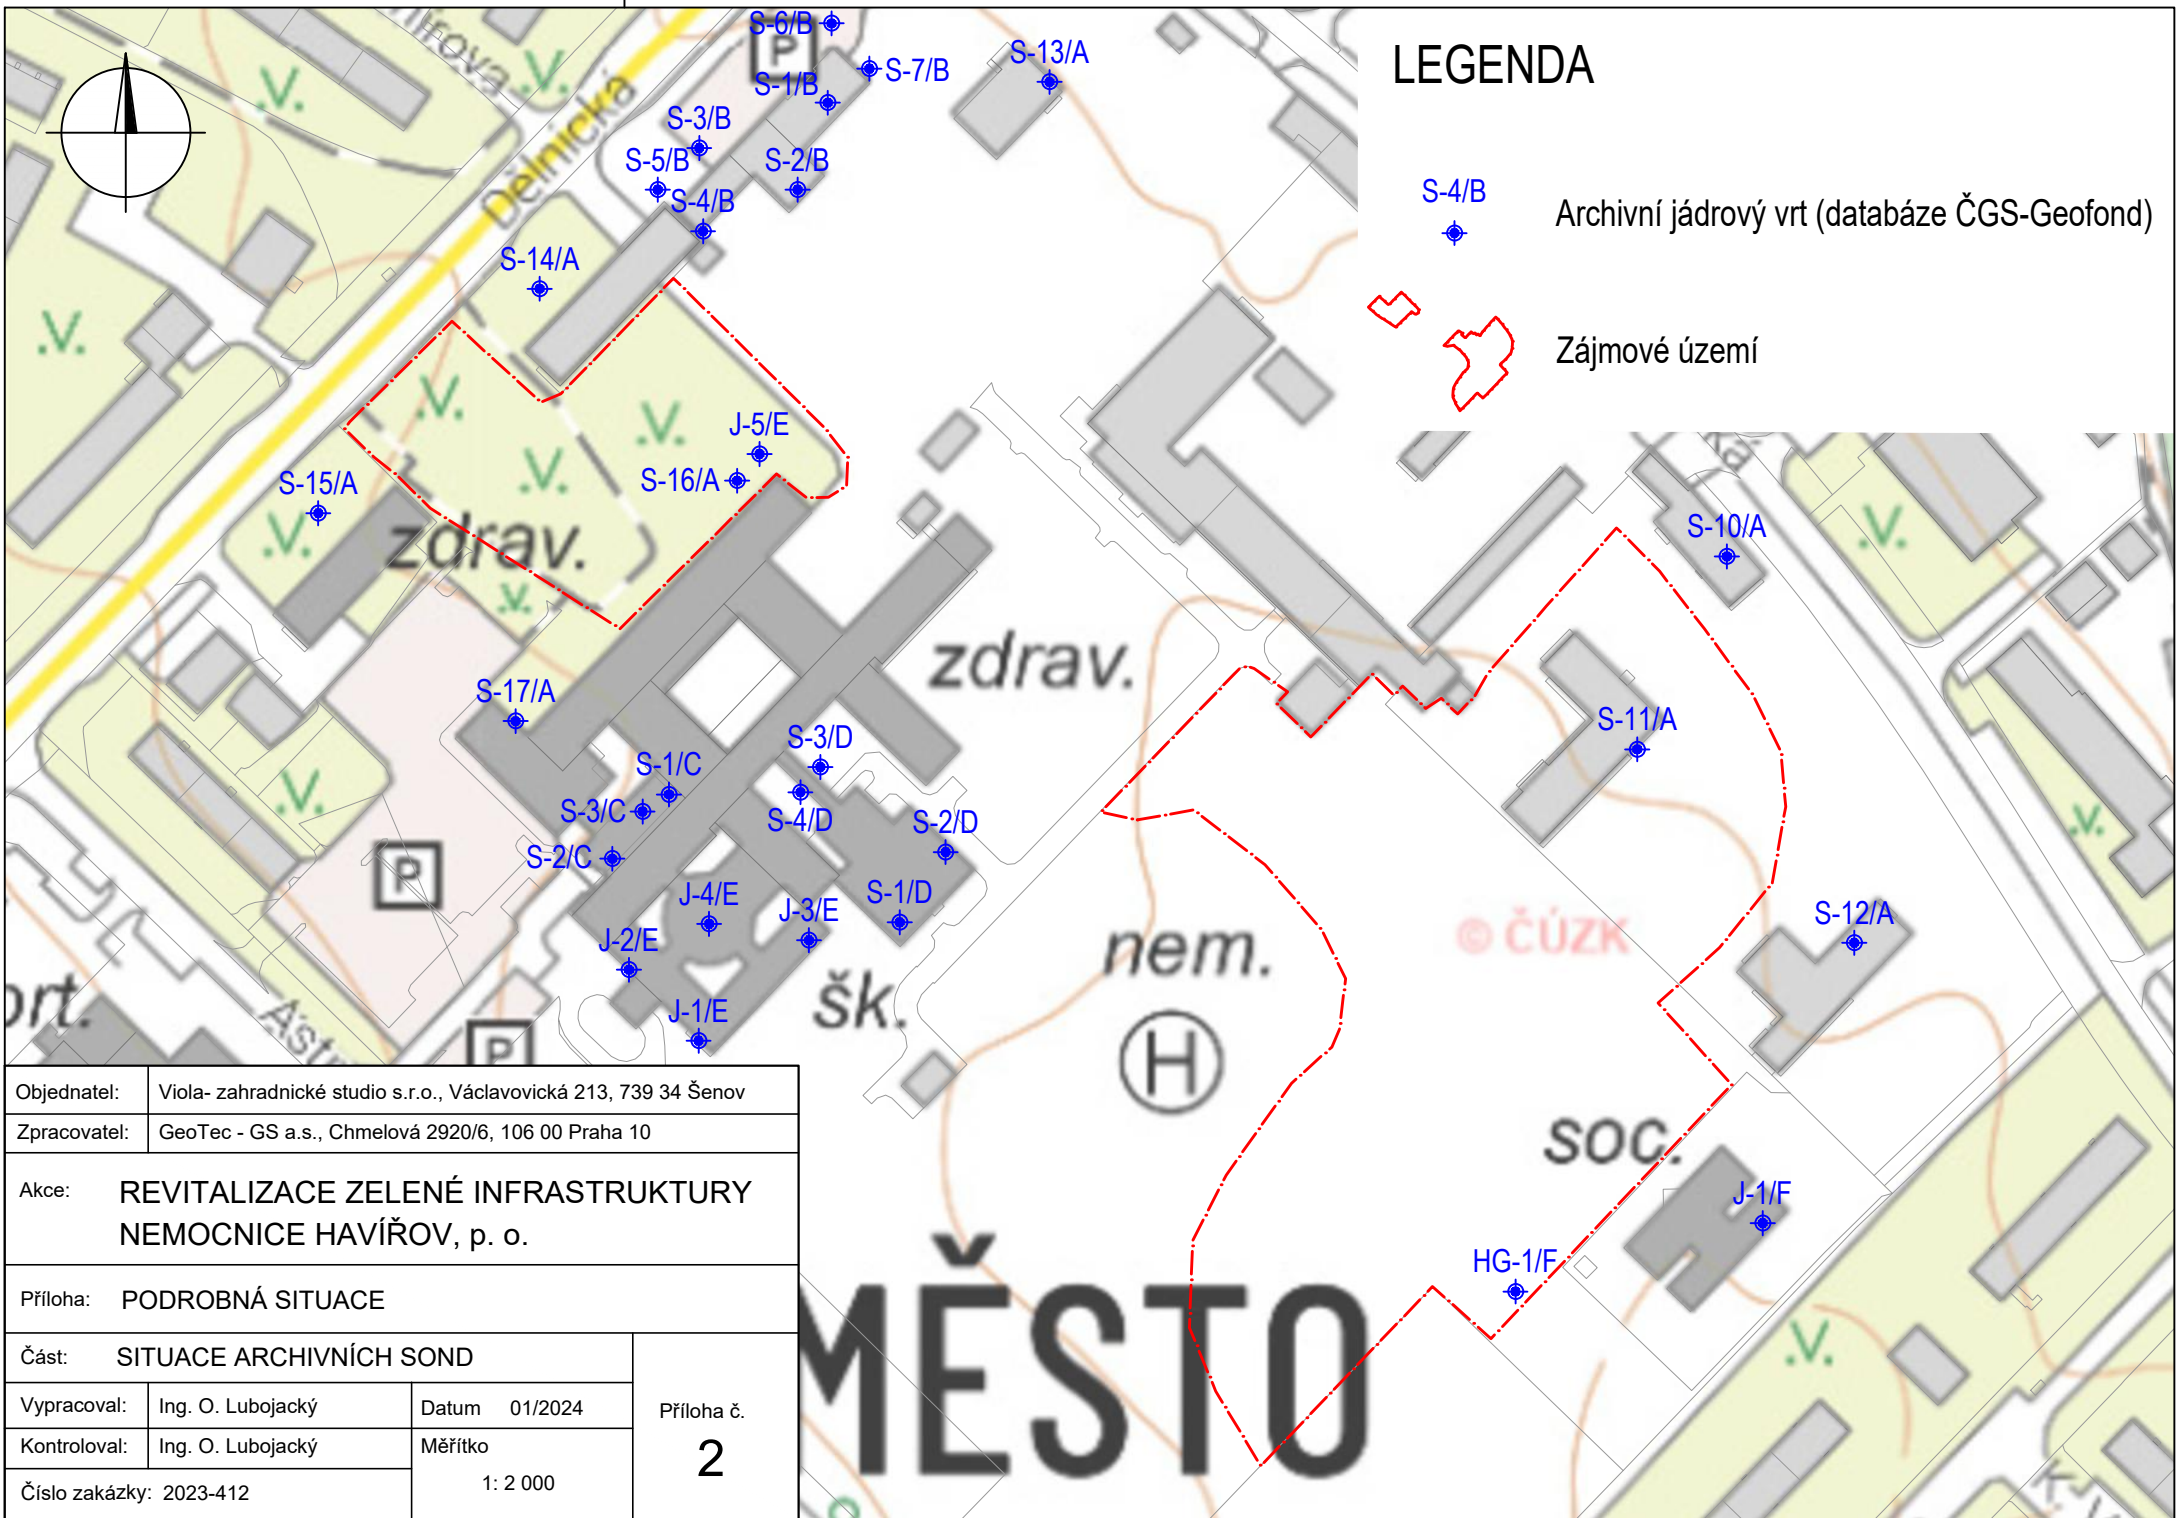 LEGENDA
S-4/B
Archivní jádrový vrt (databáze ČGS-Geofond)
Zájmové území
S-6/B
P
S-7/B
S-1/B
S-13/A
S-3/B
S-5/B
S-2/B
S-4/B
Dělnická
S-14/A
J-5/E
S-16/A
S-15/A
zdrav.
S-10/A
zdrav.
S-17/A
S-11/A
S-3/D
S-1/C
S-3/C
S-4/D
S-2/D
S-2/C
P
J-4/E
S-1/D
J-3/E
S-12/A
© ČÚZK
nem.
J-2/E
šk.
J-1/E
H
P
soc.
J-1/F
HG-1/F
MĚSTO
Objednatel: Viola- zahradnické studio s.r.o., Václavovická 213, 739 34 Šenov
Zpracovatel: GeoTec - GS a.s., Chmelová 2920/6, 106 00 Praha 10
Akce: REVITALIZACE ZELENÉ INFRASTRUKTURY
NEMOCNICE HAVÍŘOV, p. o.
Příloha: PODROBNÁ SITUACE
Část: SITUACE ARCHIVNÍCH SOND
Vypracoval: Ing. O. Lubojacký Datum 01/2024
Příloha č.
Kontroloval: Ing. O. Lubojacký Měřítko
2
1: 2 000
Číslo zakázky: 2023-412